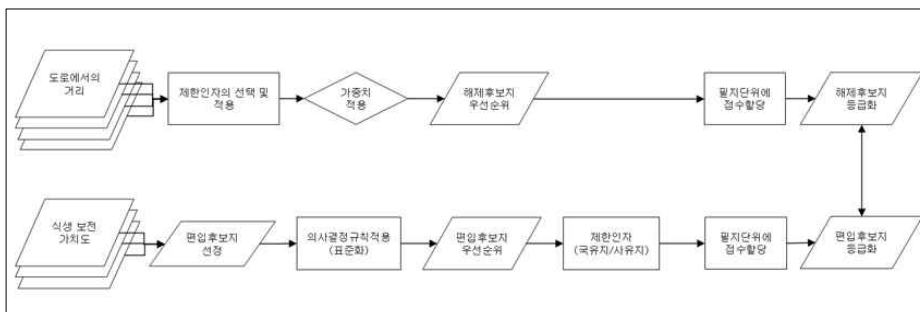 도로에서의
거리
제한인자의 선택 및
적용
가중치
적용
해제후보지
우선순위
필지단위에
점수할당
해제후보지
등급화
식생 보전
가치도
편입후보지
선정
의사결정규칙적용
(표준화)
편입후보지
우선순위
제한인자
(국유지/사유지)
필지단위에
점수할당
편입후보지
등급화